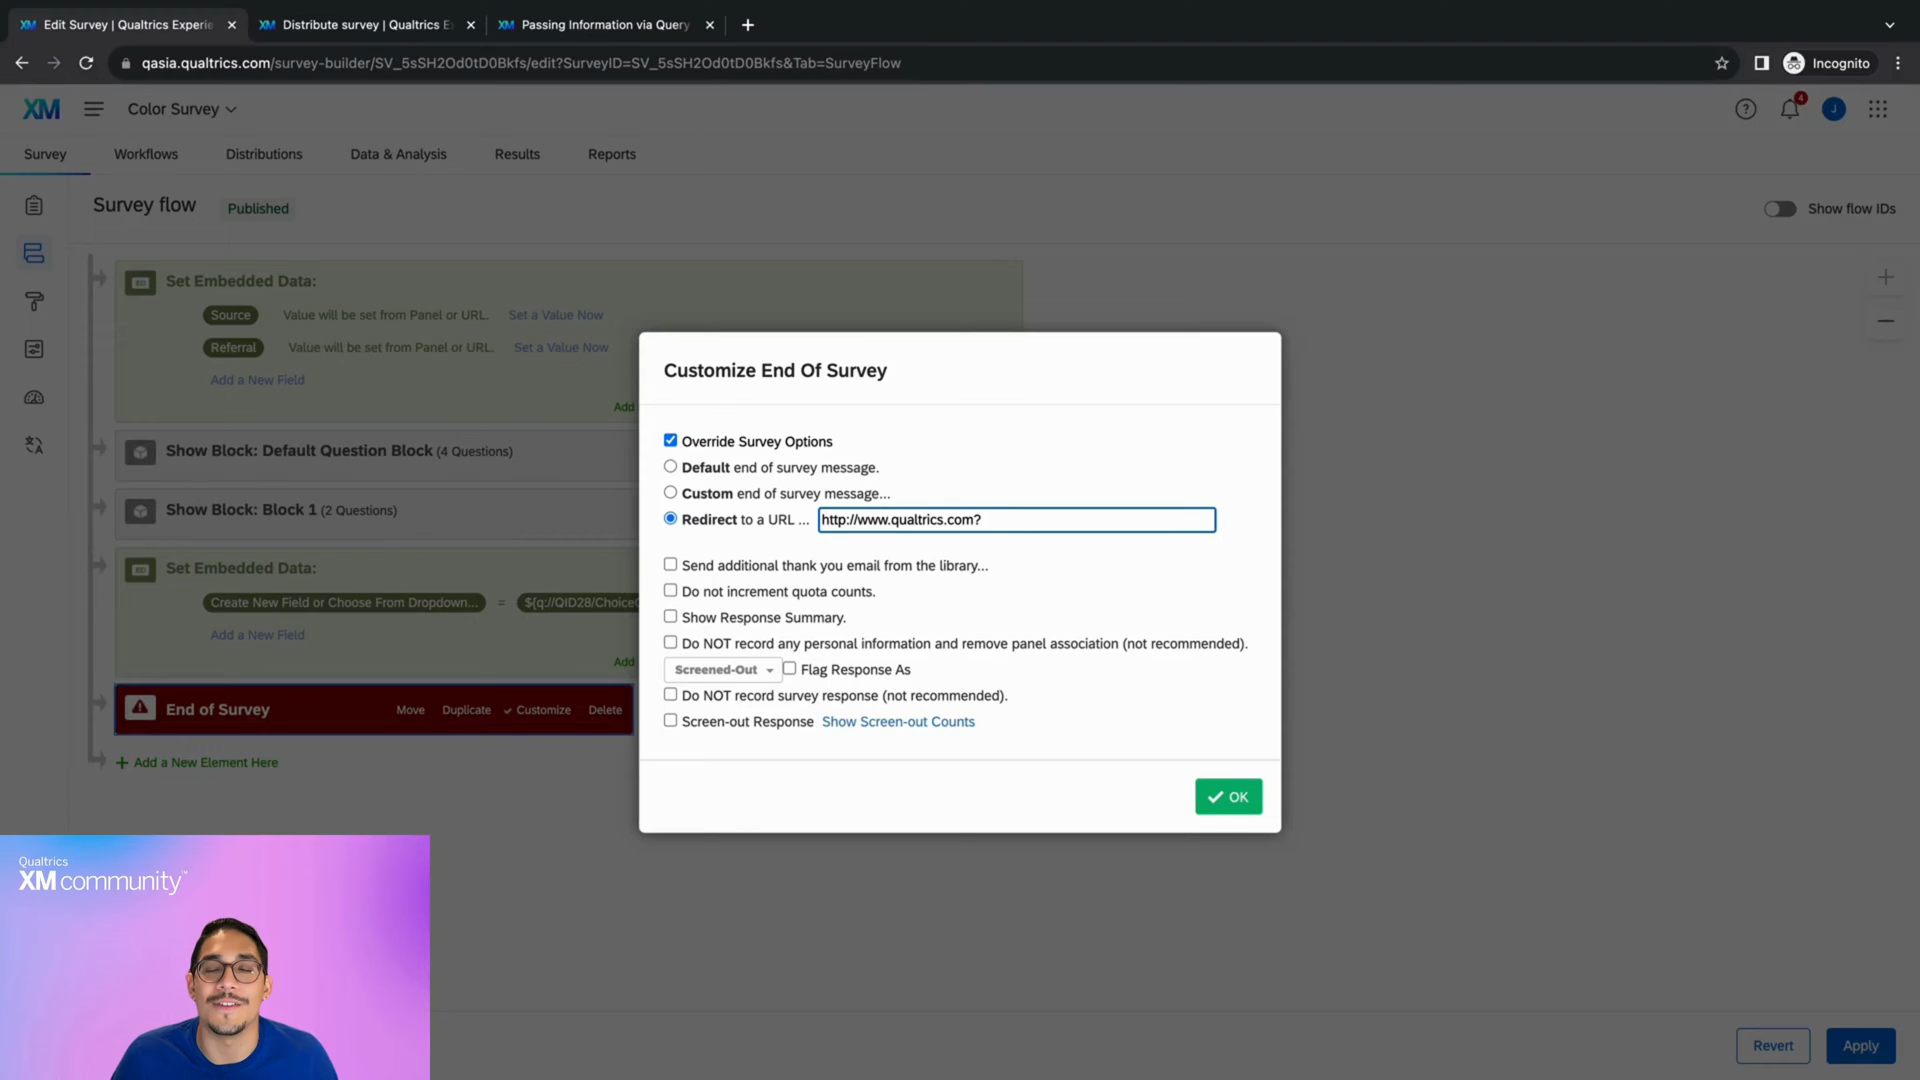 Edit Survey | Qualtrics Experie
Distribute survey | Qualtrics E
Passing Information via Query
qasia.qualtrics.com/survey-builder/SV_5sSH2Od0tD0Bkfs/edit?SurveyID=SV_5sSH2Od0tD0Bkfs&Tab=SurveyFlow
Incognito
XM
Color Survey
4
J
Survey
Workflows
Distributions
Data & Analysis
Results
Reports
Survey flow
Published
Show flow IDs
Set Embedded Data:
Source
Value will be set from Panel or URL.
Set a Value Now
Referral
Value will be set from Panel or URL.
Set a Value Now
Add a New Field
Add
Show Block: Default Question Block (4 Questions)
Show Block: Block 1 (2 Questions)
Set Embedded Data:
Create New Field or Choose From Dropdown... = ${q://QID28/Choice
Add a New Field
Add
End of Survey
Move
Duplicate
Customize
Delete
Add a New Element Here
Customize End Of Survey
Override Survey Options
Default end of survey message.
Custom end of survey message...
Redirect to a URL ... http://www.qualtrics.com?
Send additional thank you email from the library...
Do not increment quota counts.
Show Response Summary.
Do NOT record any personal information and remove panel association (not recommended).
Screened-Out
Flag Response As
Do NOT record survey response (not recommended).
Screen-out Response Show Screen-out Counts
OK
Qualtrics
XM community™
Revert
Apply